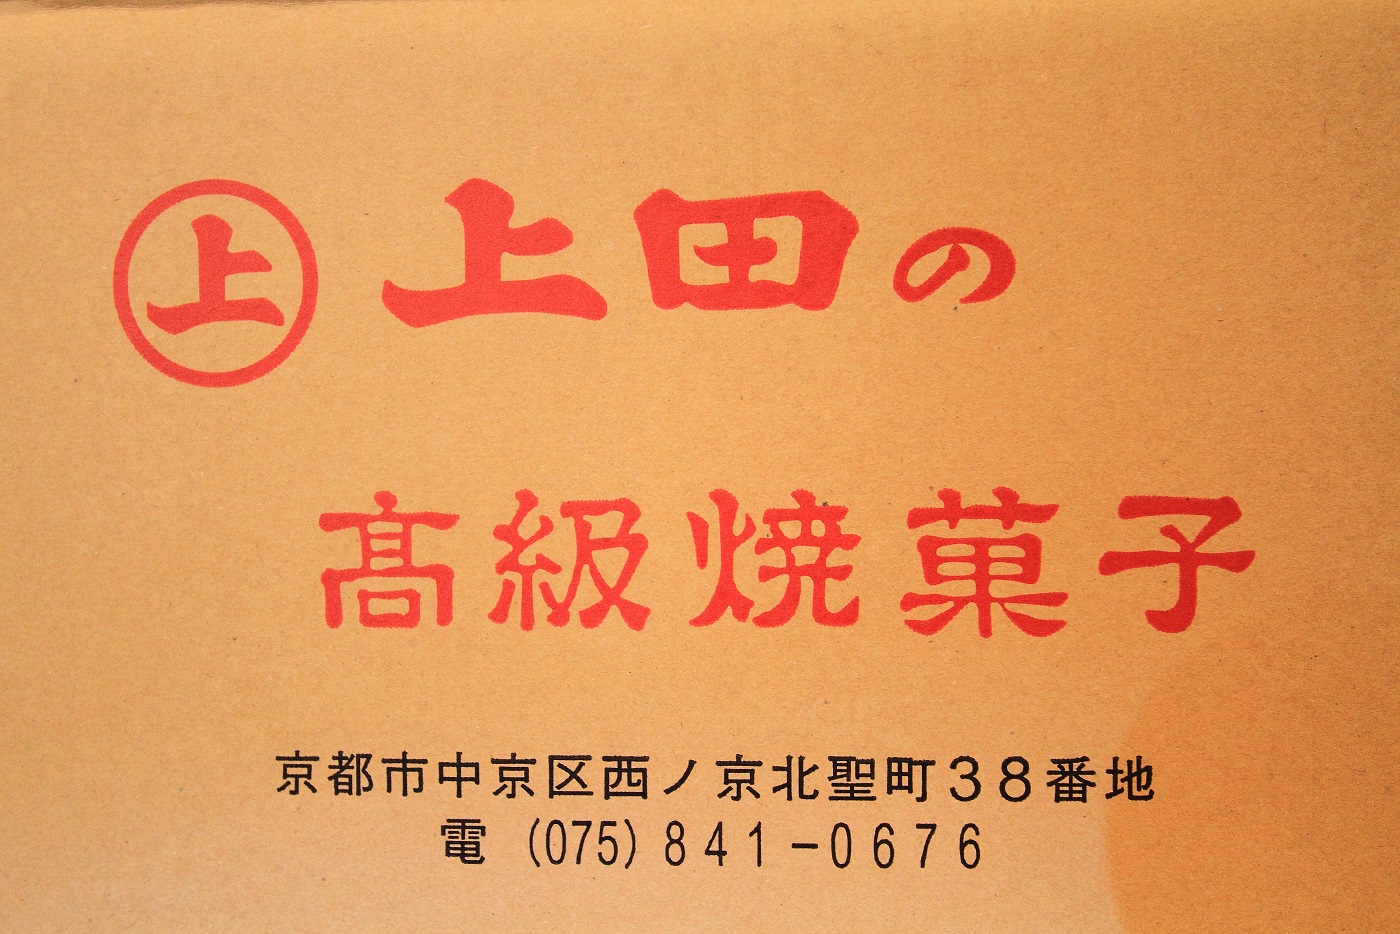 上 上田の
高級焼菓子
京都市中京区西ノ京北聖町３８番地
電 (075) 841-0676